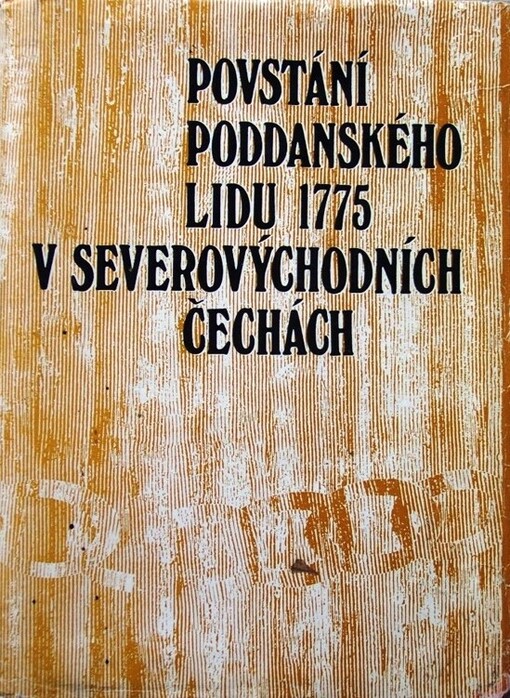 POVSTÁNÍ
PODDANSKÉHO
LIDU 1775
V SEVEROVÝCHODNÍCH
ČECHÁCH